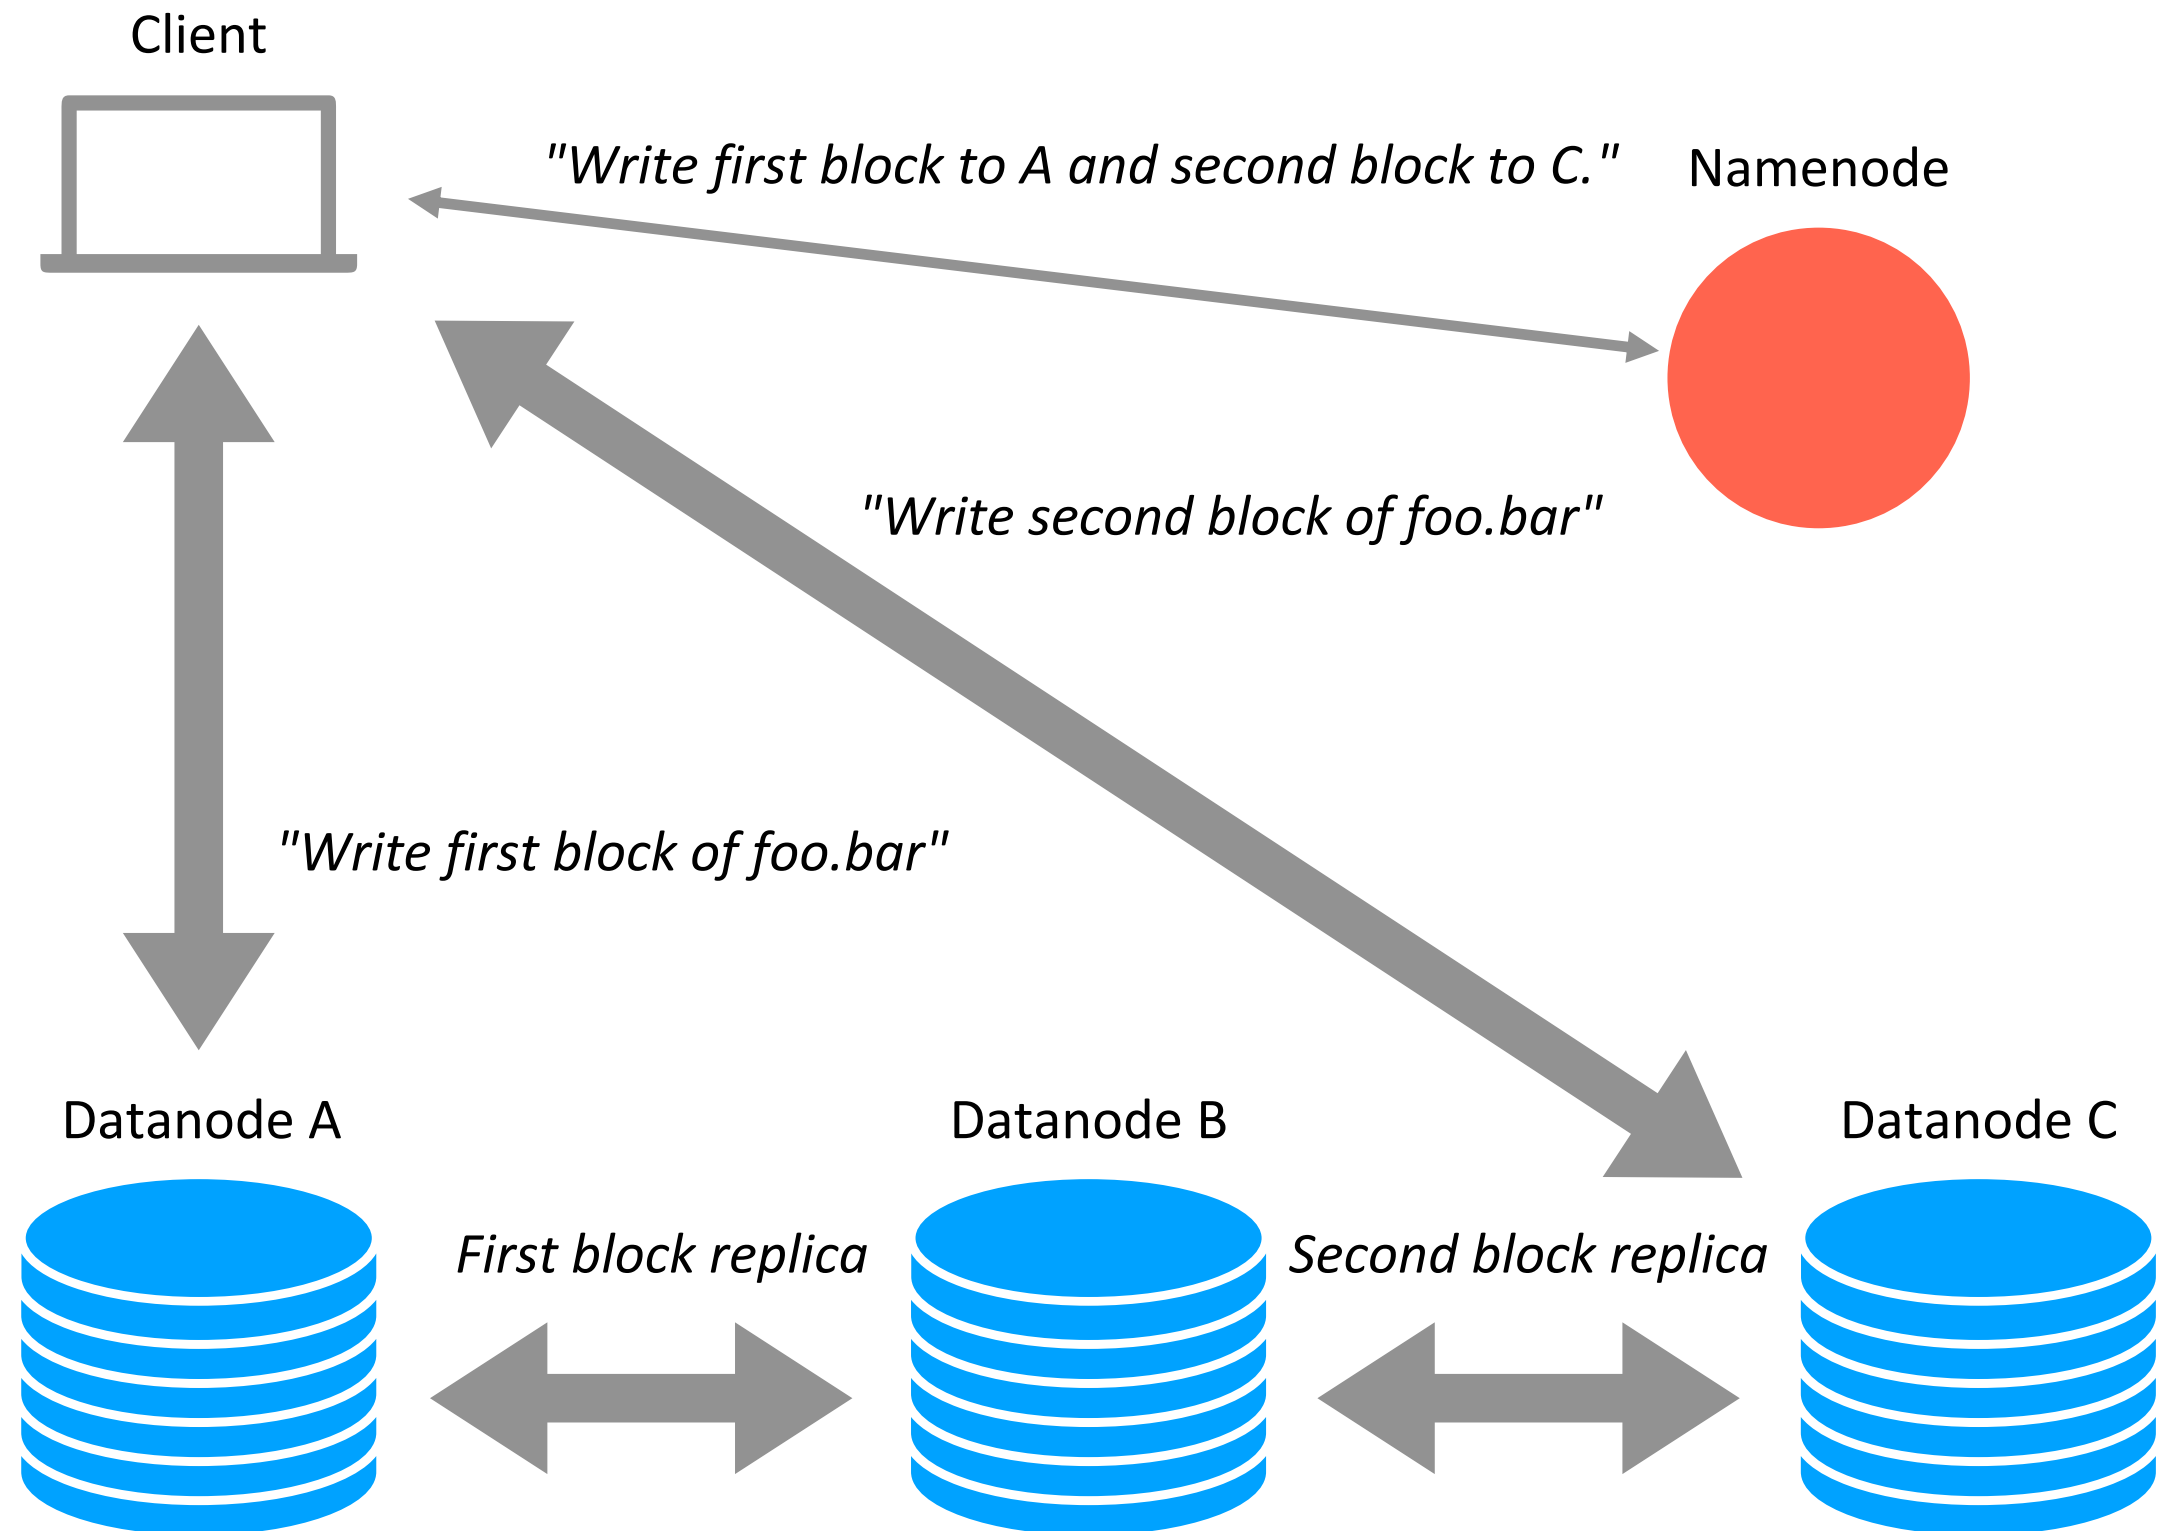 Client
"Write first block to A and second block to C."
Namenode
"Write second block of foo.bar"
"Write first block of foo.bar"
Datanode A
Datanode B
Datanode C
First block replica
Second block replica